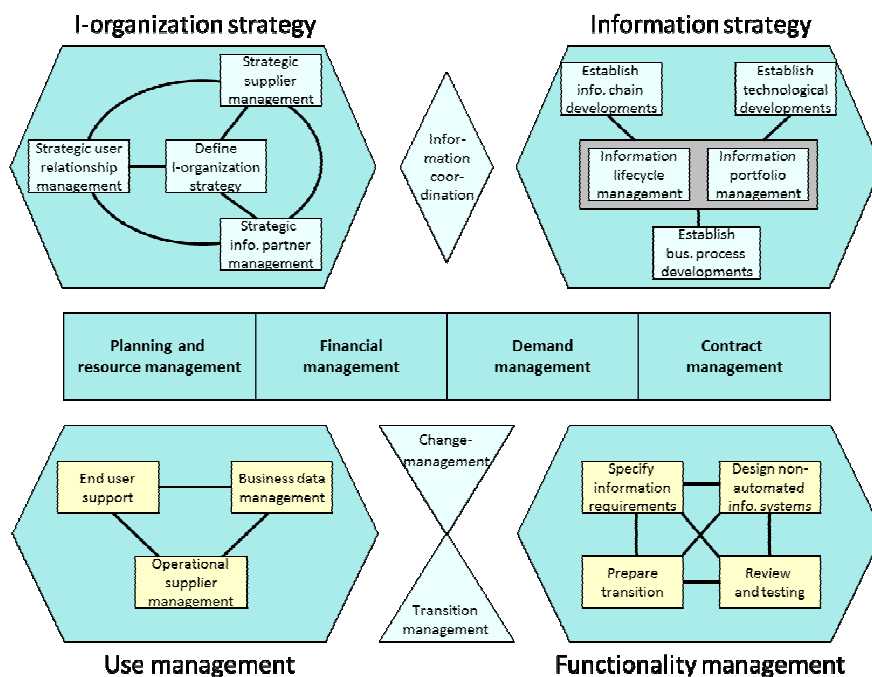 I-organization strategy
Information strategy
Strategic
supplier
management
Strategic user
relationship
management
Define
I-organization
strategy
Strategic
info. partner
management
Infor-
mation
coor-
dination
Establish
info. chain
developments
Establish
technological
developments
Information
lifecycle
management
Information
portfolio
management
Establish
bus. process
developments
Planning and
resource management
Financial
management
Demand
management
Contract
management
End user
support
Business data
management
Operational
supplier
management
Change-
management
Transition
management
Specify
information
requirements
Design non-
automated
info. systems
Prepare
transition
Review
and testing
Use management
Functionality management